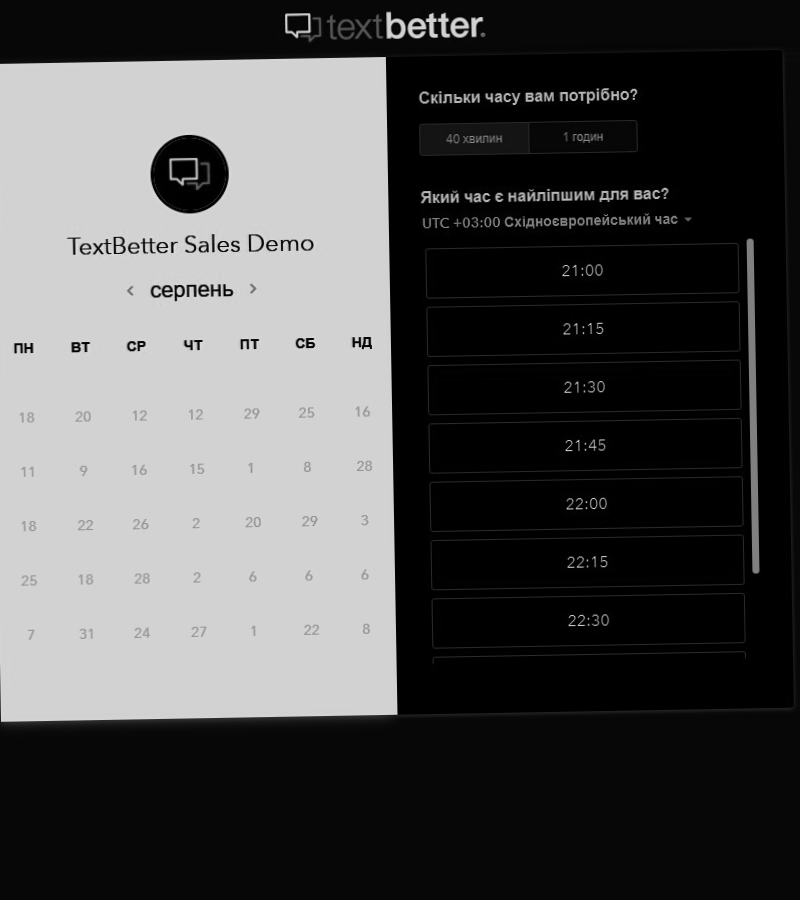 textbetter.
TextBetter Sales Demo
серпень
ПН ВТ СР ЧТ ПТ СБ НД
18 20 12 12 29 25 16
11 9 16 15 1 8 28
18 22 26 2 20 29 3
25 18 28 2 6 6 6
7 31 24 27 1 22 8
Скільки часу вам потрібно?
40 хвилин 1 годин
Який час є найліпшим для вас?
UTC +03:00 Східноєвропейський час
21:00
21:15
21:30
21:45
22:00
22:15
22:30